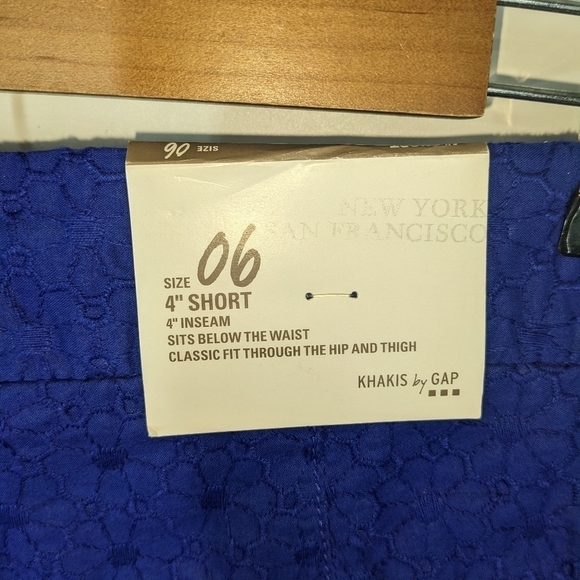 SIZE 06
NEW YORK
SAN FRANCISCO
SIZE 06
4" SHORT
4" INSEAM
SITS BELOW THE WAIST
CLASSIC FIT THROUGH THE HIP AND THIGH
KHAKIS by GAP